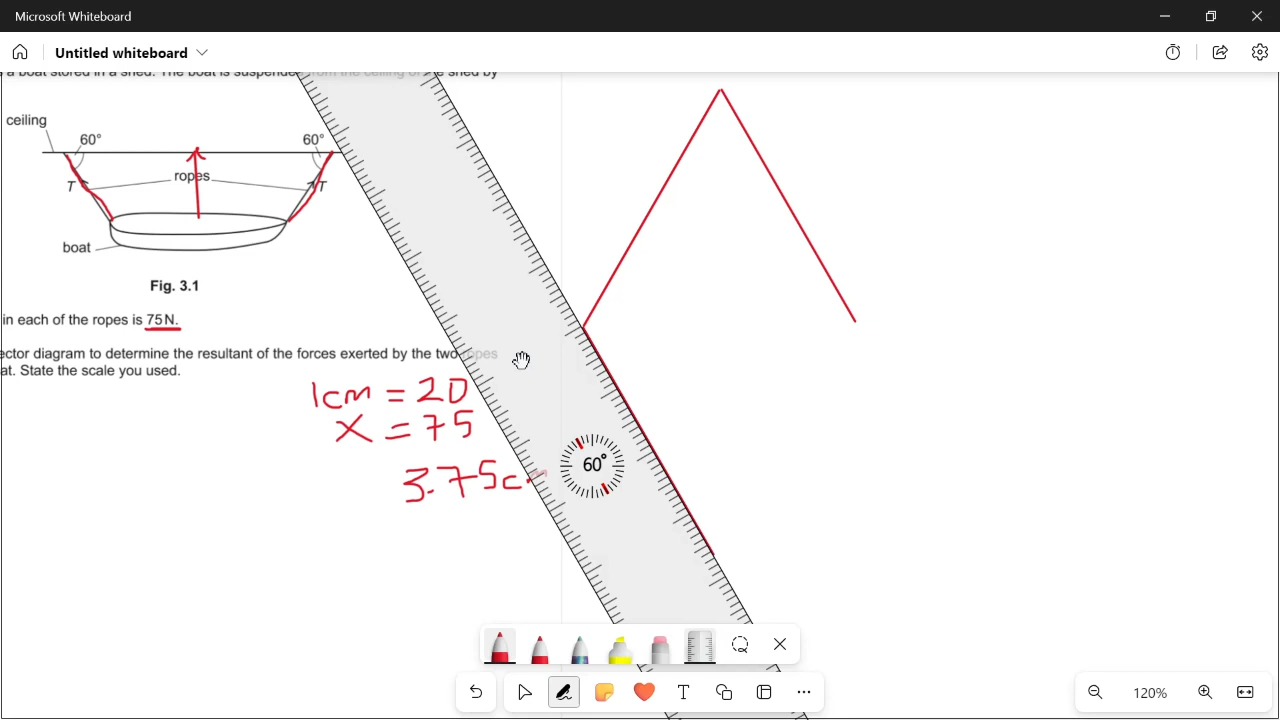 Microsoft Whiteboard
Untitled whiteboard
a boat stored in a shed. The boat is suspended from the ceiling of the shed by
ceiling
60° 60°
ropes
T T
boat
Fig. 3.1
in each of the ropes is 75 N.
ector diagram to determine the resultant of the forces exerted by the two ropes
at. State the scale you used.
1cm = 20
x = 75
3.75cm
60°
120%